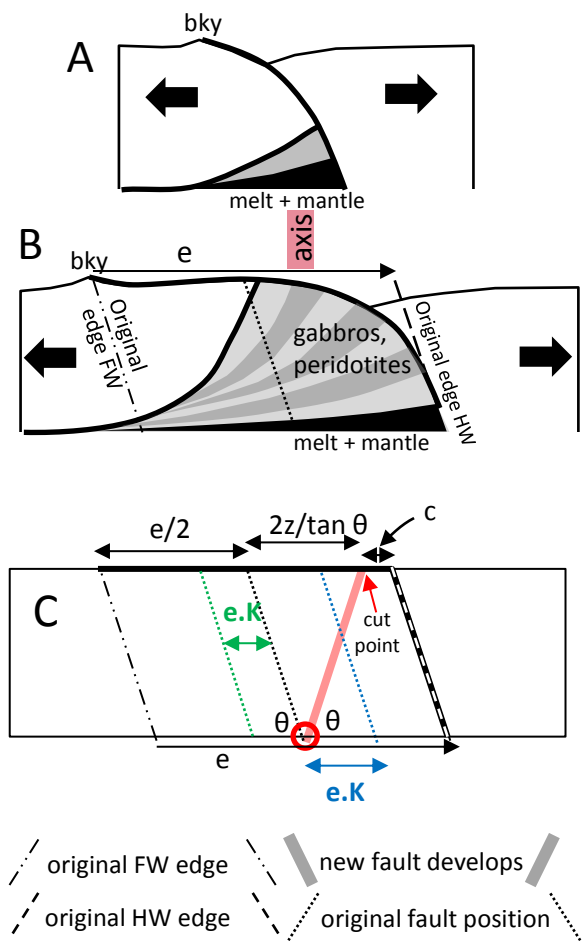 bky
A
melt + mantle
axis
B
bky
e
Original
edge FW
gabbros,
peridotites
Original edge HW
melt + mantle
e/2
2z/tan θ
c
C
e.K
cut
point
θ
θ
e
e.K
original FW edge
new fault develops
original HW edge
original fault position